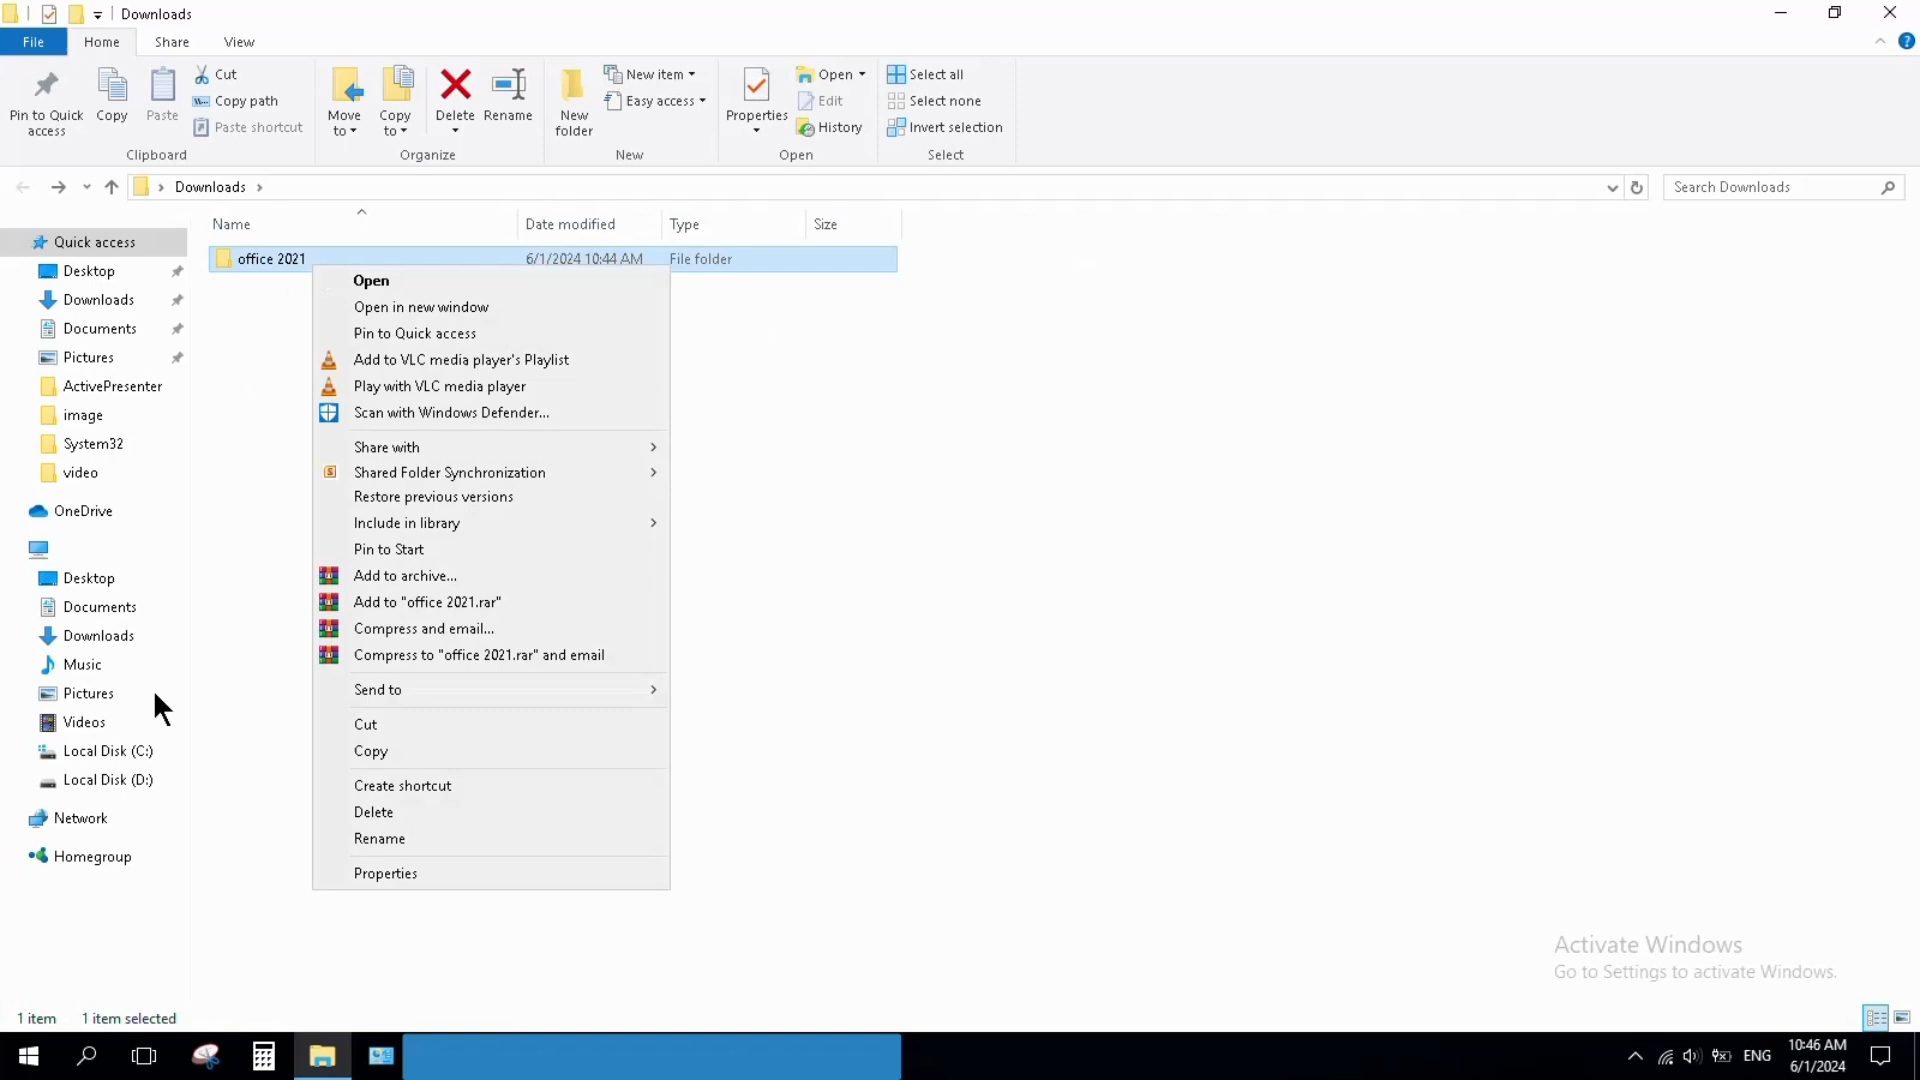 Downloads
File Home Share View
Pin to Quick access
Copy
Paste
Cut
Copy path
Paste shortcut
Clipboard
Move to
Copy to
Delete
Rename
Organize
New folder
New item
Easy access
New
Properties
Open
Edit
History
Open
Select all
Select none
Invert selection
Select
Downloads
Search Downloads
Name Date modified Type Size
office 2021 6/1/2024 10:44 AM File folder
Quick access
Desktop
Downloads
Documents
Pictures
ActivePresenter
image
System32
video
OneDrive
Desktop
Documents
Downloads
Music
Pictures
Videos
Local Disk (C:)
Local Disk (D:)
Network
Homegroup
Open
Open in new window
Pin to Quick access
Add to VLC media player's Playlist
Play with VLC media player
Scan with Windows Defender...
Share with
Shared Folder Synchronization
Restore previous versions
Include in library
Pin to Start
Add to archive...
Add to "office 2021.rar"
Compress and email...
Compress to "office 2021.rar" and email
Send to
Cut
Copy
Create shortcut
Delete
Rename
Properties
Activate Windows
Go to Settings to activate Windows.
1 item 1 item selected
ENG
10:46 AM
6/1/2024